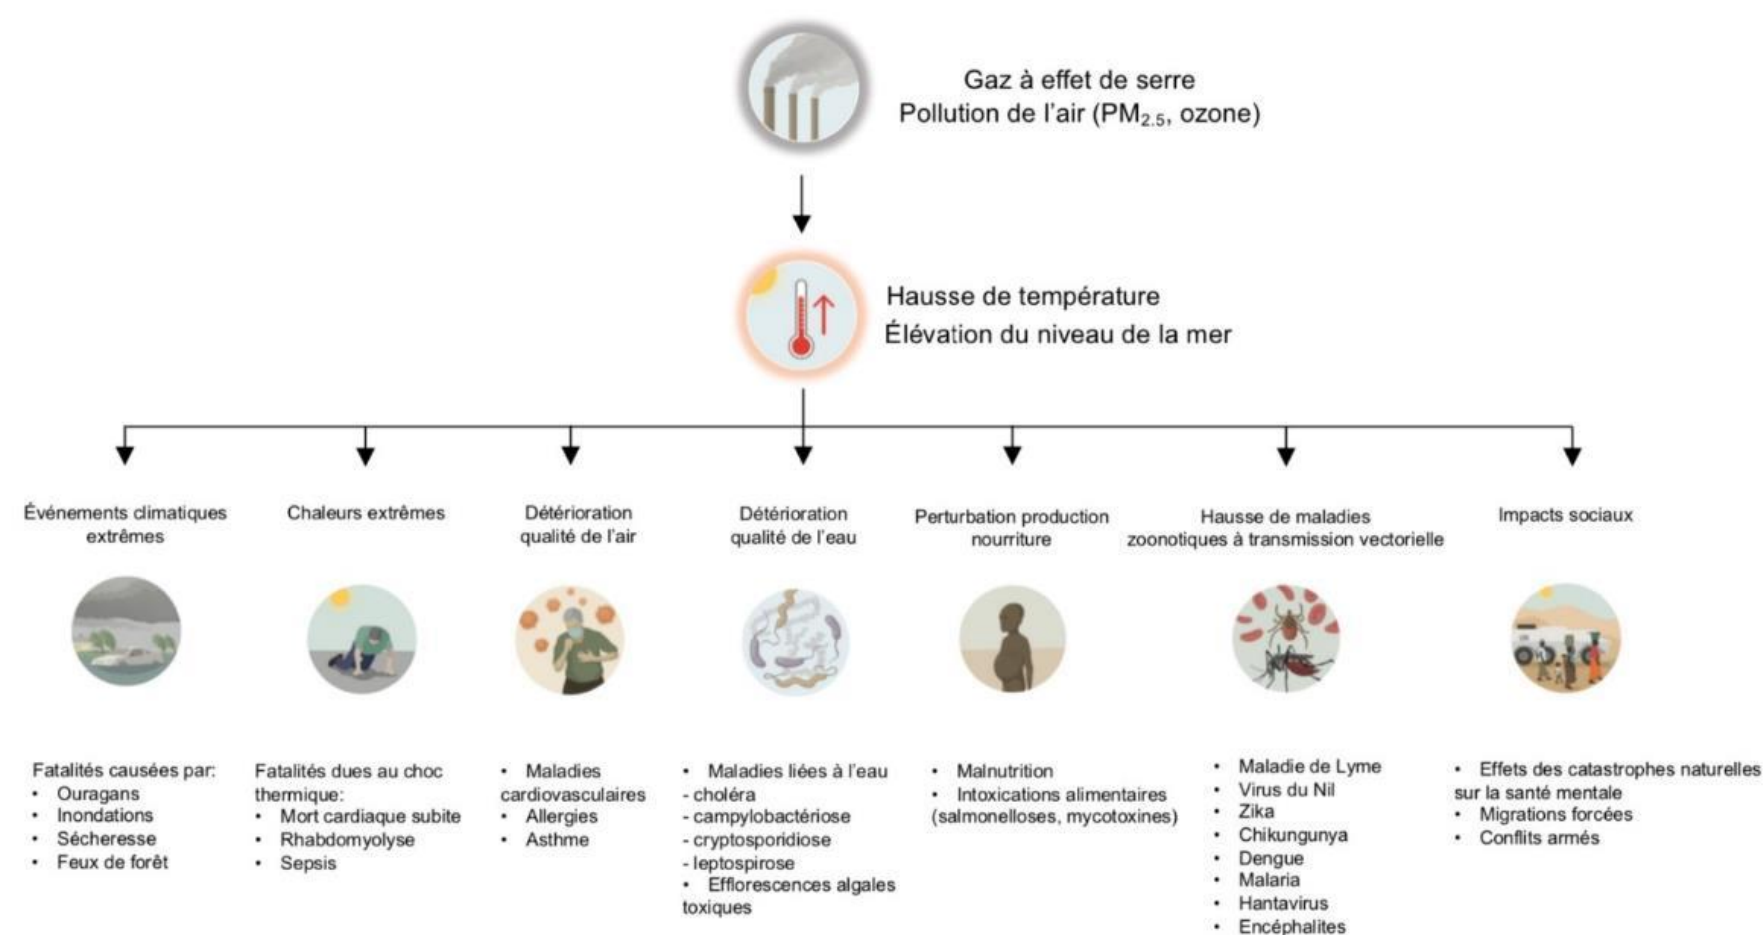 Gaz à effet de serre
Pollution de l'air (PM2.5, ozone)
Hausse de température
Élévation du niveau de la mer
Événements climatiques
extrêmes
Chaleurs extrêmes
Détérioration
qualité de l'air
Détérioration
qualité de l'eau
Perturbation production
nourriture
Hausse de maladies
zoonotiques à transmission vectorielle
Impacts sociaux
Fatalités causées par:
• Ouragans
• Inondations
• Sécheresse
• Feux de forêt
Fatalités dues au choc
thermique:
• Mort cardiaque subite
• Rhabdomyolyse
• Sepsis
• Maladies
cardiovasculaires
• Allergies
• Asthme
• Maladies liées à l'eau
- choléra
- campylobactériose
- cryptosporidiose
- leptospirose
• Efflorescences algales
toxiques
• Malnutrition
• Intoxications alimentaires
(salmonelloses, mycotoxines)
• Maladie de Lyme
• Virus du Nil
• Zika
• Chikungunya
• Dengue
• Malaria
• Hantavirus
• Encéphalites
• Effets des catastrophes naturelles
sur la santé mentale
• Migrations forcées
• Conflits armés